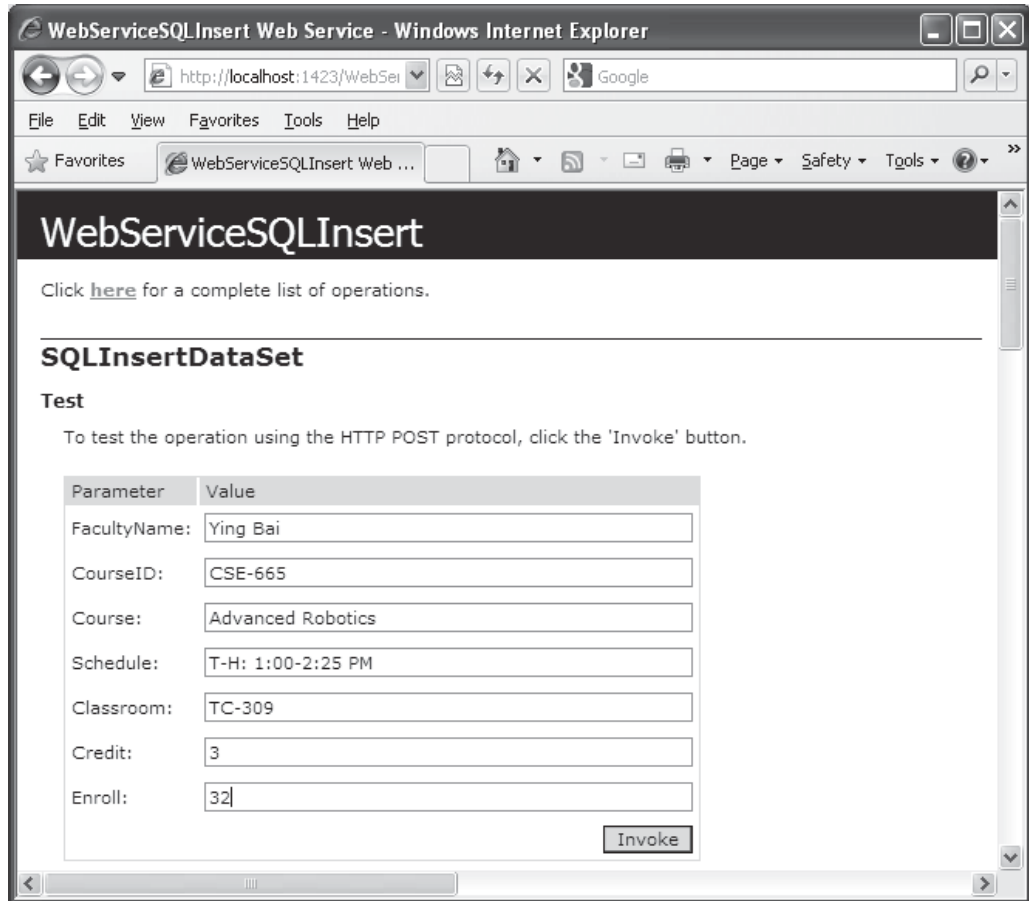 WebServiceSQLInsert Web Service - Windows Internet Explorer
http://localhost:1423/WebSer
Google
File Edit View Favorites Tools Help
Favorites
WebServiceSQLInsert Web ...
Page Safety Tools »
WebServiceSQLInsert
Click here for a complete list of operations.
SQLInsertDataSet
Test
To test the operation using the HTTP POST protocol, click the 'Invoke' button.
Parameter Value
FacultyName: Ying Bai
CourseID: CSE-665
Course: Advanced Robotics
Schedule: T-H: 1:00-2:25 PM
Classroom: TC-309
Credit: 3
Enroll: 32
Invoke